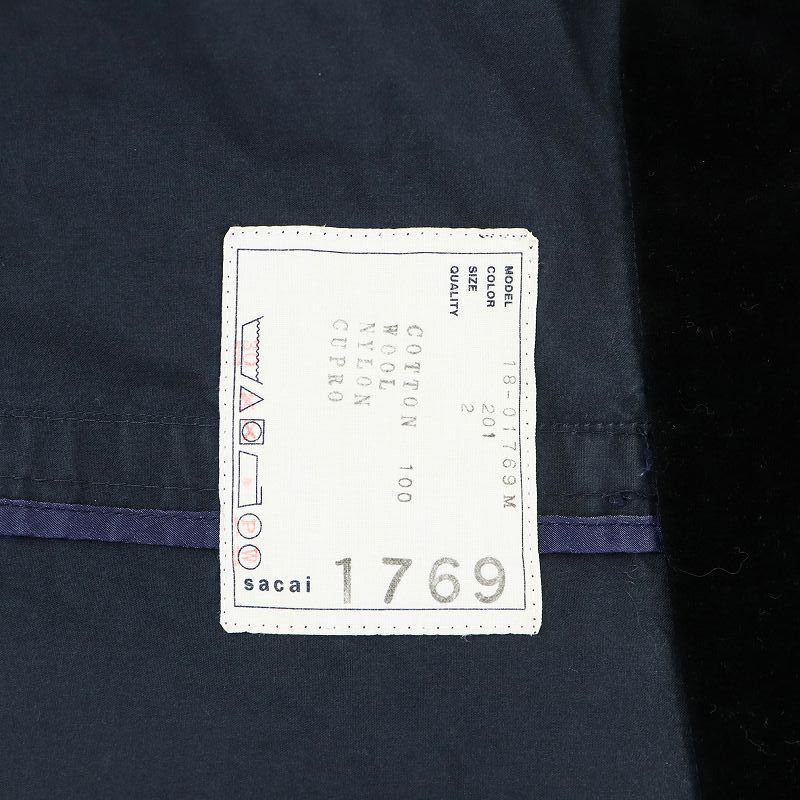 MODEL 18-01769M
COLOR 201
SIZE 2
QUALITY
COTTON 100
WOOL
NYLON
CUPRO
P
W
sacai
1769